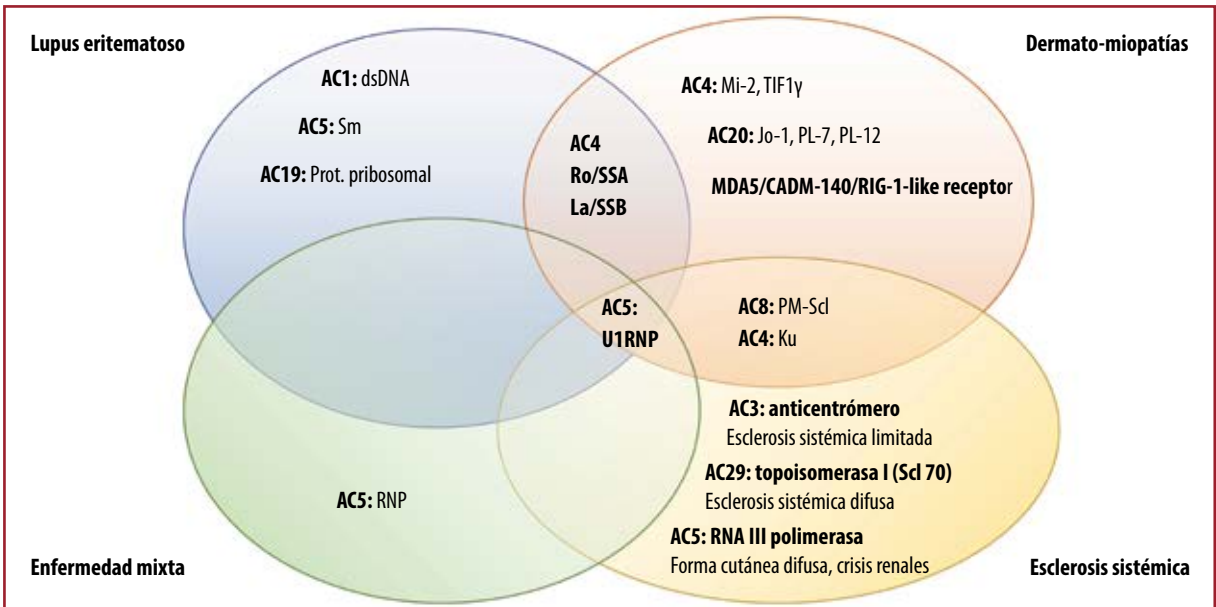 Lupus eritematoso
Dermato-miopatías
AC1: dsDNA
AC5: Sm
AC19: Prot. pribosomal
AC4
Ro/SSA
La/SSB
AC4: Mi-2, TIF1γ
AC20: Jo-1, PL-7, PL-12
MDA5/CADM-140/RIG-1-like receptor
AC5:
U1RNP
AC8: PM-Scl
AC4: Ku
AC3: anticentrómero
Esclerosis sistémica limitada
AC29: topoisomerasa I (Scl 70)
Esclerosis sistémica difusa
AC5: RNA III polimerasa
Forma cutánea difusa, crisis renales
AC5: RNP
Enfermedad mixta
Esclerosis sistémica